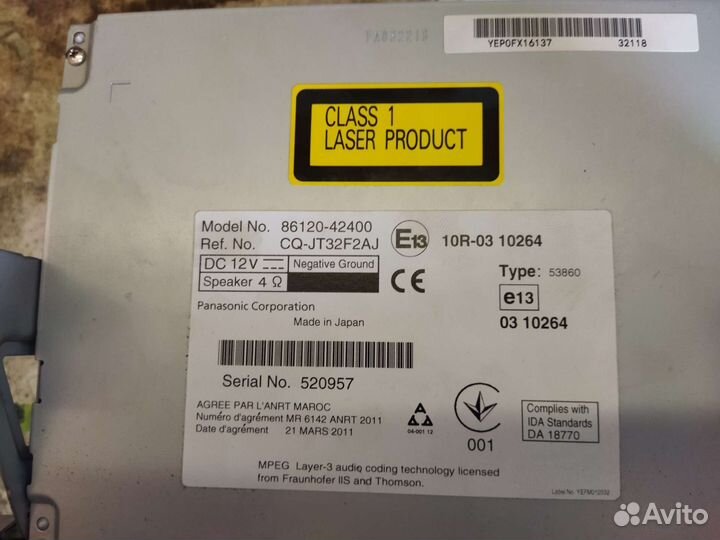 YEP0FX16137 32118
CLASS 1
LASER PRODUCT
Model No. 86120-42400
Ref. No. CQ-JT32F2AJ
E13 10R-03 10264
DC 12V Negative Ground
Speaker 4 Ω
CE
Type: 53860
e13
03 10264
Panasonic Corporation
Made in Japan
Serial No. 520957
AGREE PAR L'ANRT MAROC
Numéro d'agrément MR 6142 ANRT 2011
Date d'agrément 21 MARS 2011
04-001 12
001
Complies with
IDA Standards
DA 18770
MPEG Layer-3 audio coding technology licensed
from Fraunhofer IIS and Thomson.
Avito